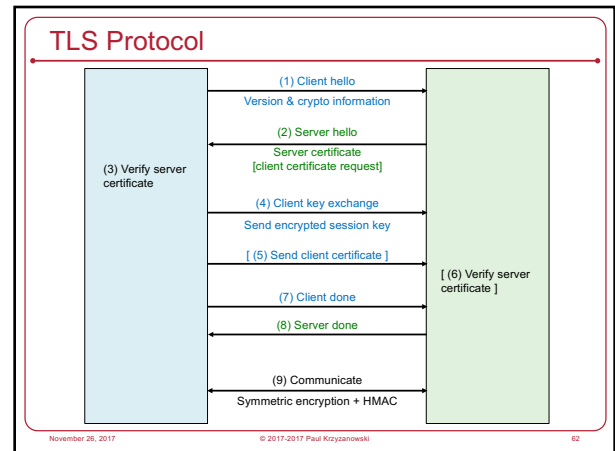 TLS Protocol
(1) Client hello
Version & crypto information
(2) Server hello
Server certificate
[client certificate request]
(3) Verify server
certificate
(4) Client key exchange
Send encrypted session key
[ (5) Send client certificate ]
[ (6) Verify server
certificate ]
(7) Client done
(8) Server done
(9) Communicate
Symmetric encryption + HMAC
November 26, 2017
© 2017-2017 Paul Krzyzanowski
62